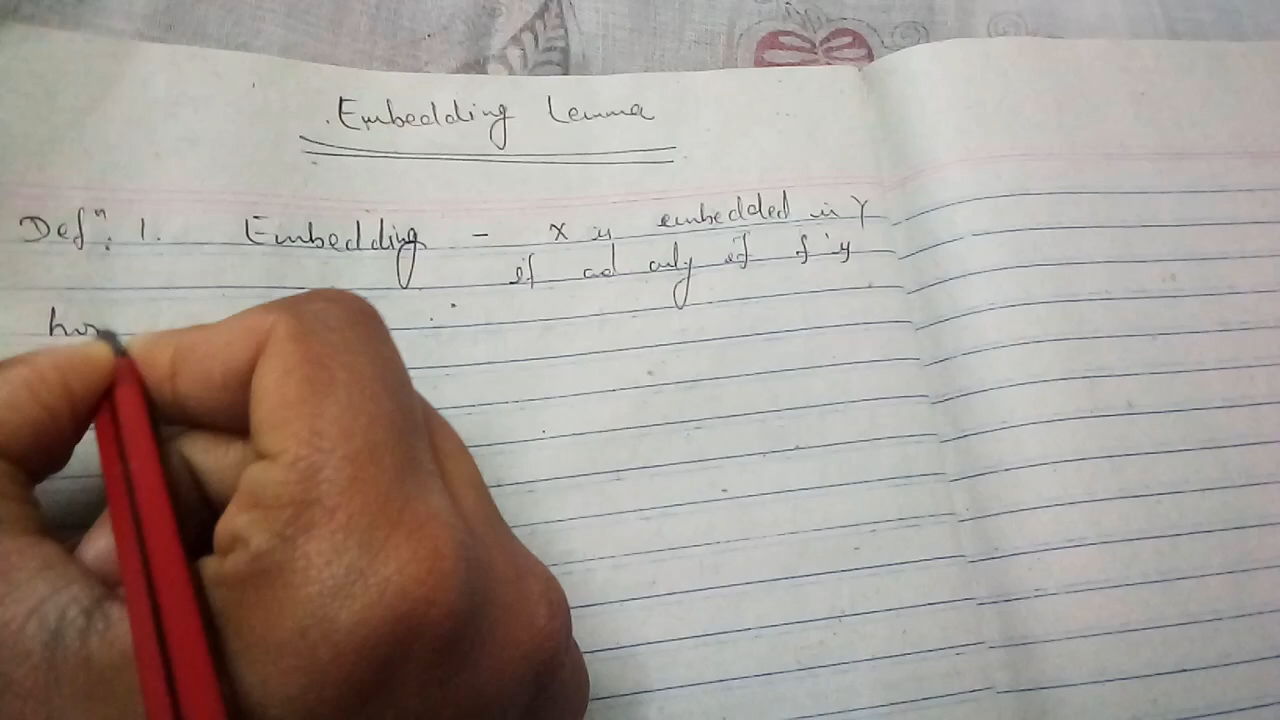 Embedding Lemma
Defⁿ: 1. Embedding - X is embedded in Y
if and only if f is
ho